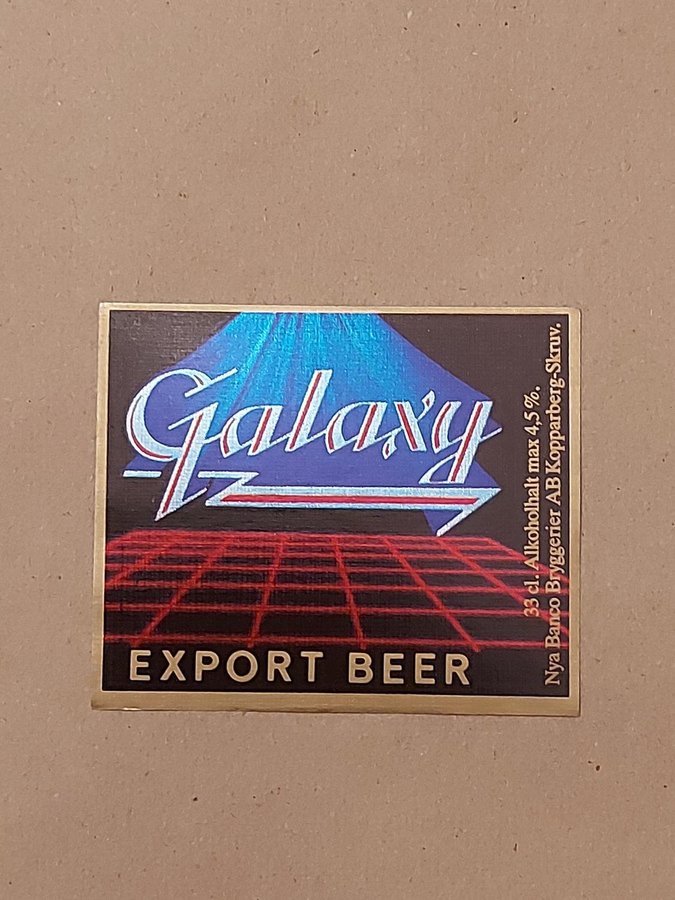 Galaxy
EXPORT BEER
33 cl. Alkoholhalt max 4,5%.
Nya Banco Bryggerier AB Kopparberg-Skruv.